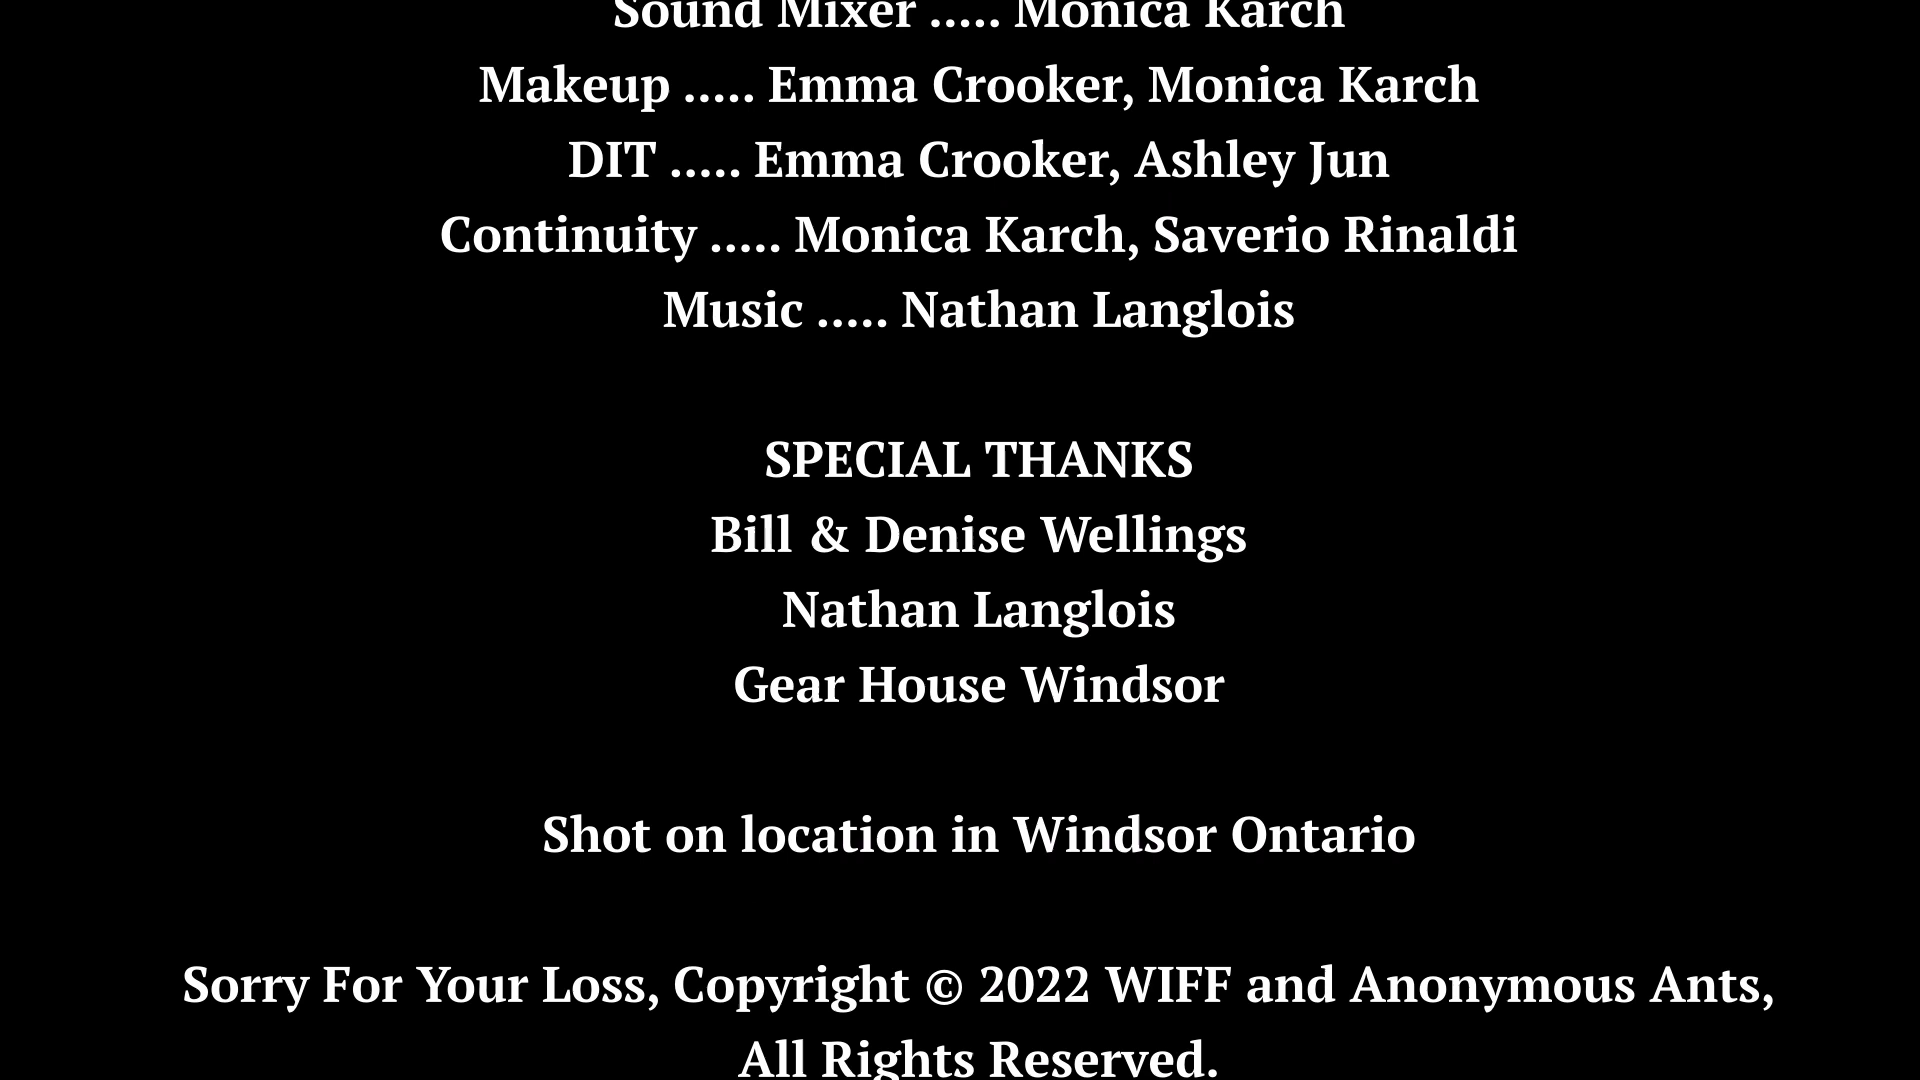 Sound Mixer ..... Monica Karch
Makeup ..... Emma Crooker, Monica Karch
DIT ..... Emma Crooker, Ashley Jun
Continuity ..... Monica Karch, Saverio Rinaldi
Music ..... Nathan Langlois
SPECIAL THANKS
Bill & Denise Wellings
Nathan Langlois
Gear House Windsor
Shot on location in Windsor Ontario
Sorry For Your Loss, Copyright © 2022 WIFF and Anonymous Ants,
All Rights Reserved.